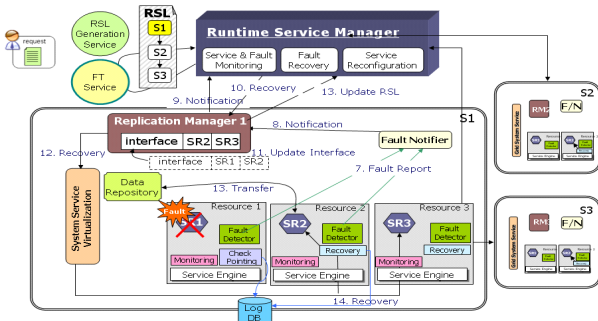 request
RSL
Generation
Service
FT
Service
RSL
S1
S2
S3
Runtime Service Manager
Service & Fault
Monitoring
Fault
Recovery
Service
Reconfiguration
9. Notification
10. Recovery
13. Update RSL
S1
Replication Manager 1
interface
SR2
SR3
8. Notification
Fault Notifier
12. Recovery
11. Update Interface
interface
SR1
SR2
7. Fault Report
System Service
Virtualization
Data
Repository
13. Transfer
Fault
Resource 1
Fault
Detector
Monitoring
Check
Pointing
Service Engine
Resource 2
SR2
Fault
Detector
Recovery
Monitoring
Service Engine
Resource 3
SR3
Fault
Detector
Recovery
Monitoring
Service Engine
14. Recovery
Log
DB
S2
Grid System Service
F/N
S3
Grid System Service
F/N